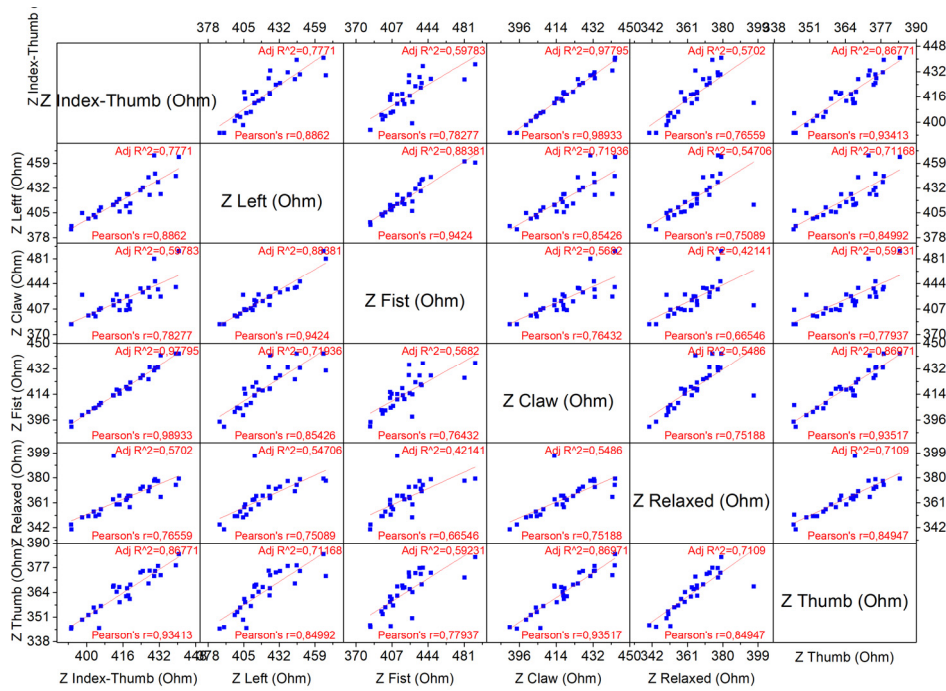 378 405 432 459 370 407 444 481 396 414 432 450 342 361 380 399 338 351 364 377 390
Z Index-Thumb (Ohm)
Z Index-Thumb (Ohm)
Adj R^2=0,7771 Adj R^2=0,59783 Adj R^2=0,97795 Adj R^2=0,5702 Adj R^2=0,86771
Pearson's r=0,8862 Pearson's r=0,78277 Pearson's r=0,98933 Pearson's r=0,76559 Pearson's r=0,93413
448
432
416
400
Z Left (Ohm)
459
432
405
378
Adj R^2=0,7771 Adj R^2=0,88381 Adj R^2=0,71936 Adj R^2=0,54706 Adj R^2=0,71168
Z Left (Ohm)
Pearson's r=0,8862 Pearson's r=0,9424 Pearson's r=0,85426 Pearson's r=0,75089 Pearson's r=0,84992
Z Claw (Ohm)
481
444
407
370
Adj R^2=0,59783 Adj R^2=0,88381 Adj R^2=0,5682 Adj R^2=0,42141 Adj R^2=0,59231
Z Fist (Ohm)
Pearson's r=0,78277 Pearson's r=0,9424 Pearson's r=0,76432 Pearson's r=0,66546 Pearson's r=0,77937
481
444
407
370
Z Fist (Ohm)
450
432
414
396
Adj R^2=0,97795 Adj R^2=0,71936 Adj R^2=0,5682 Adj R^2=0,5486 Adj R^2=0,86971
Z Claw (Ohm)
Pearson's r=0,98933 Pearson's r=0,85426 Pearson's r=0,76432 Pearson's r=0,75188 Pearson's r=0,93517
450
432
414
396
Z Relaxed (Ohm)
399
380
361
342
Adj R^2=0,5702 Adj R^2=0,54706 Adj R^2=0,42141 Adj R^2=0,5486 Adj R^2=0,7109
Z Relaxed (Ohm)
Pearson's r=0,76559 Pearson's r=0,75089 Pearson's r=0,66546 Pearson's r=0,75188 Pearson's r=0,84947
399
380
361
342
Z Thumb (Ohm)
390
377
364
351
338
Adj R^2=0,86771 Adj R^2=0,71168 Adj R^2=0,59231 Adj R^2=0,86971 Adj R^2=0,7109
Z Thumb (Ohm)
Pearson's r=0,93413 Pearson's r=0,84992 Pearson's r=0,77937 Pearson's r=0,93517 Pearson's r=0,84947
400 416 432 448 378 405 432 459 370 407 444 481 396 414 432 450 342 361 380 399
Z Index-Thumb (Ohm) Z Left (Ohm) Z Fist (Ohm) Z Claw (Ohm) Z Relaxed (Ohm) Z Thumb (Ohm)